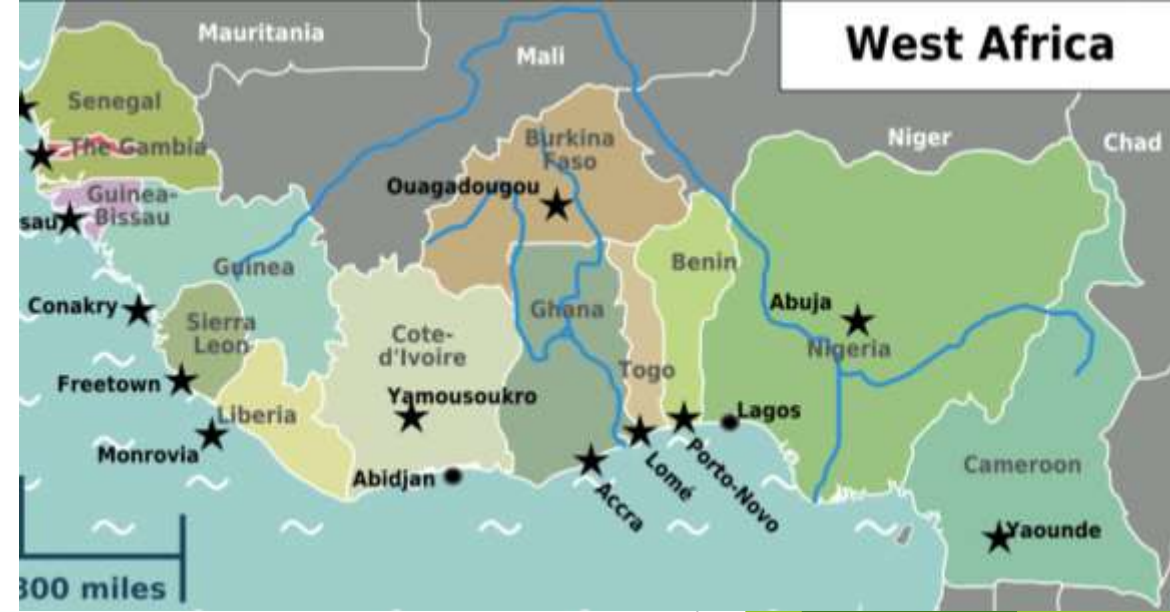 West Africa
Mauritania
Mali
Senegal
Niger
Chad
The Gambia
Burkina
Faso
Ouagadougou
Guinea-
Bissau
sau
Guinea
Benin
Conakry
Abuja
Ghana
Sierra
Leon
Cote-
d'Ivoire
Nigeria
Togo
Freetown
Yamousoukro
Liberia
Lagos
Monrovia
Abidjan
Lomé
Porto-Novo
Accra
Cameroon
Yaounde
300 miles